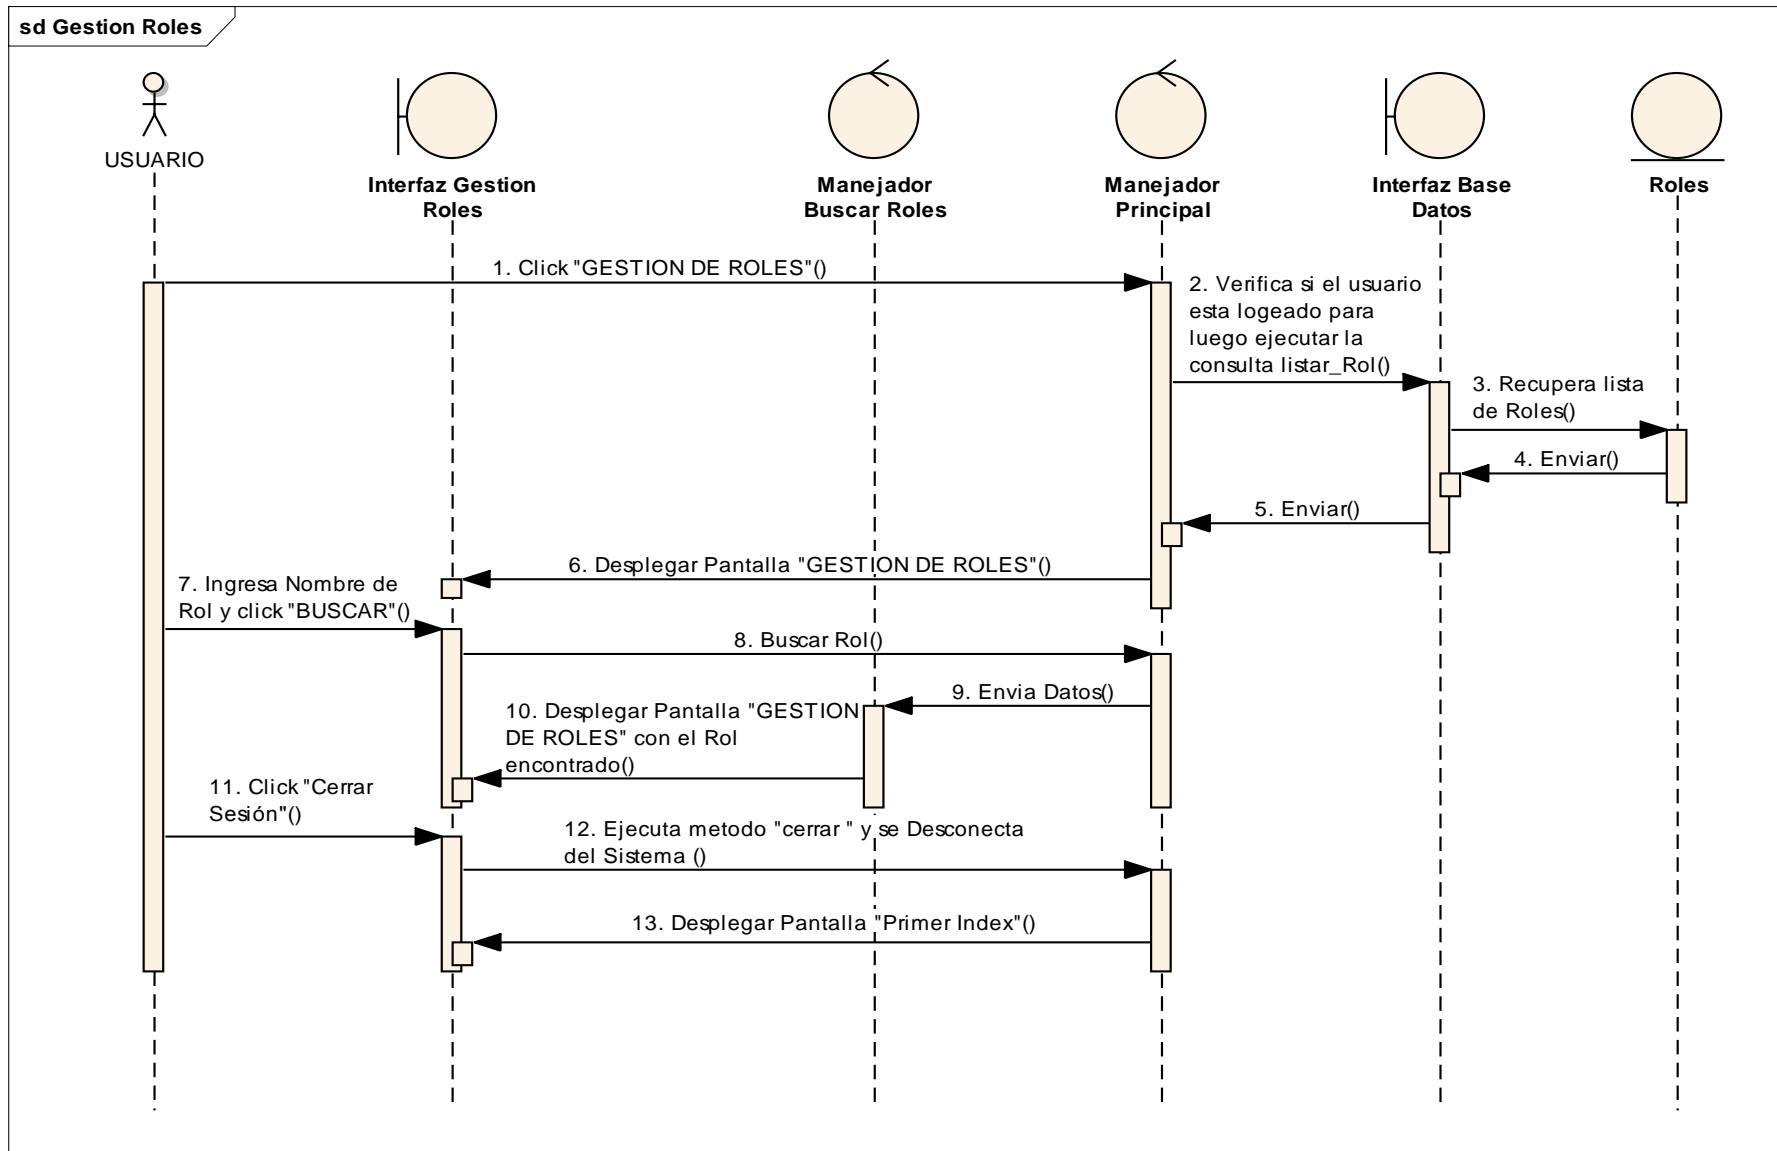 sd Gestion Roles
USUARIO
Interfaz Gestion
Roles
Manejador
Buscar Roles
Manejador
Principal
Interfaz Base
Datos
Roles
1. Click "GESTION DE ROLES"()
2. Verifica si el usuario
esta logeado para
luego ejecutar la
consulta listar_Rol()
3. Recupera lista
de Roles()
4. Enviar()
5. Enviar()
6. Desplegar Pantalla "GESTION DE ROLES"()
7. Ingresa Nombre de
Rol y click "BUSCAR"()
8. Buscar Rol()
9. Envia Datos()
10. Desplegar Pantalla "GESTION
DE ROLES" con el Rol
encontrado()
11. Click "Cerrar
Sesión"()
12. Ejecuta metodo "cerrar " y se Desconecta
del Sistema ()
13. Desplegar Pantalla "Primer Index"()